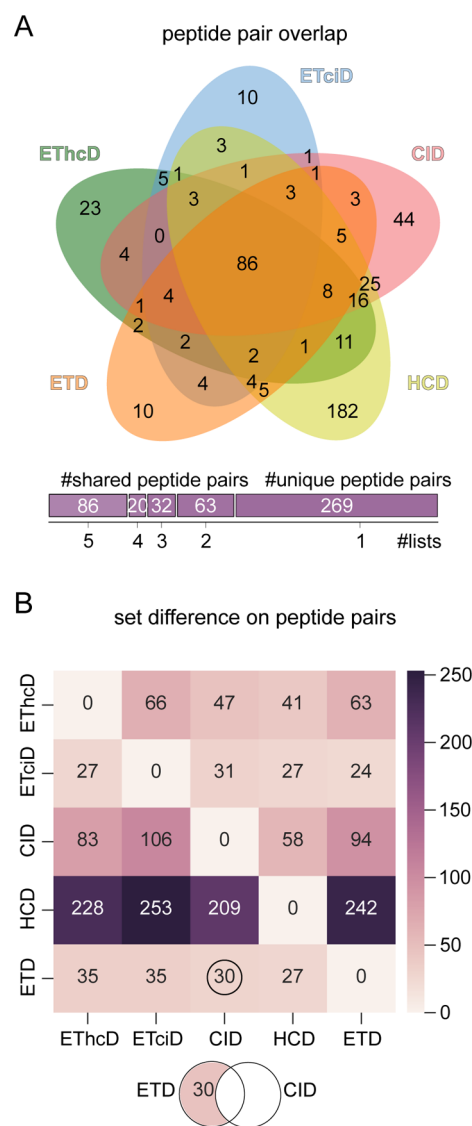 A
peptide pair overlap
ETciD
10
EThcD
CID
3
1
5 1
1
1
3
3
3
23
44
0
5
4
86
25
4
8
16
1
2
2
1
11
2
ETD
4
4
5
HCD
10
182
#shared peptide pairs #unique peptide pairs
86 20 32 63 269
5 4 3 2 1 #lists
B
set difference on peptide pairs
EThcD 0 66 47 41 63
ETciD 27 0 31 27 24
CID 83 106 0 58 94
HCD 228 253 209 0 242
ETD 35 35 30 27 0
EThcD ETciD CID HCD ETD
250
200
150
100
50
0
ETD 30 CID